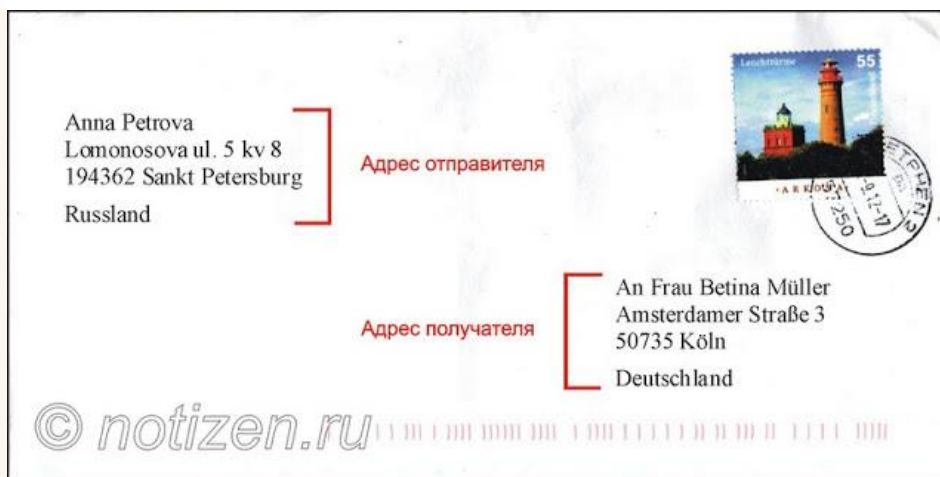 Leuchttürme 55
Anna Petrova
Lomonosova ul. 5 kv 8
194362 Sankt Petersburg
Russland
Адрес отправителя
An Frau Betina Müller
Amsterdamer Straße 3
50735 Köln
Deutschland
Адрес получателя
© notizen.ru